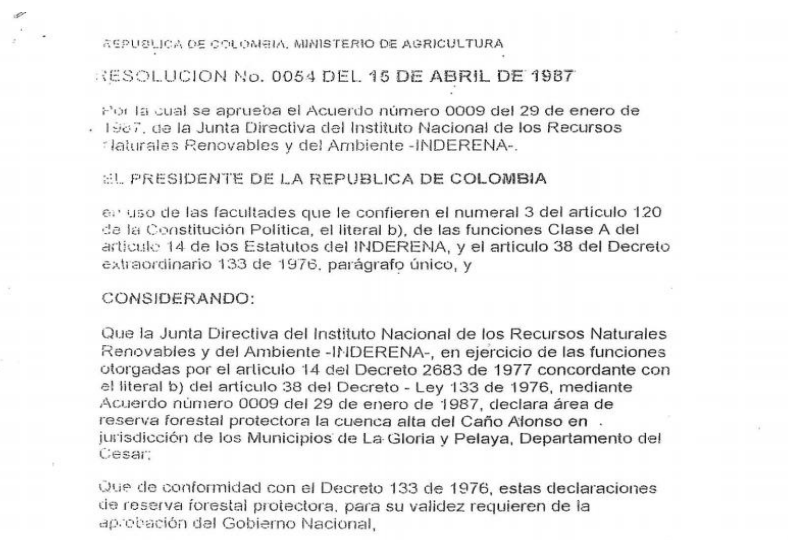 REPUBLICA DE COLOMBIA, MINISTERIO DE AGRICULTURA
RESOLUCION No. 0054 DEL 15 DE ABRIL DE 1987
Por la cual se aprueba el Acuerdo número 0009 del 29 de enero de
1987, de la Junta Directiva del Instituto Nacional de los Recursos
Naturales Renovables y del Ambiente -INDERENA-.
EL PRESIDENTE DE LA REPUBLICA DE COLOMBIA
en uso de las facultades que le confieren el numeral 3 del articulo 120
de la Constitución Política, el literal b), de las funciones Clase A del
articulo 14 de los Estatutos del INDERENA, y el articulo 38 del Decreto
extraordinario 133 de 1976, parágrafo único, y
CONSIDERANDO:
Que la Junta Directiva del Instituto Nacional de los Recursos Naturales
Renovables y del Ambiente -INDERENA-, en ejercicio de las funciones
otorgadas por el articulo 14 del Decreto 2683 de 1977 concordante con
el literal b) del articulo 38 del Decreto - Ley 133 de 1976, mediante
Acuerdo número 0009 del 29 de enero de 1987, declara área de
reserva forestal protectora la cuenca alta del Caño Alonso en
jurisdicción de los Municipios de La Gloria y Pelaya, Departamento del
Cesar;
Que de conformidad con el Decreto 133 de 1976, estas declaraciones
de reserva forestal protectora, para su validez requieren de la
aprobación del Gobierno Nacional,